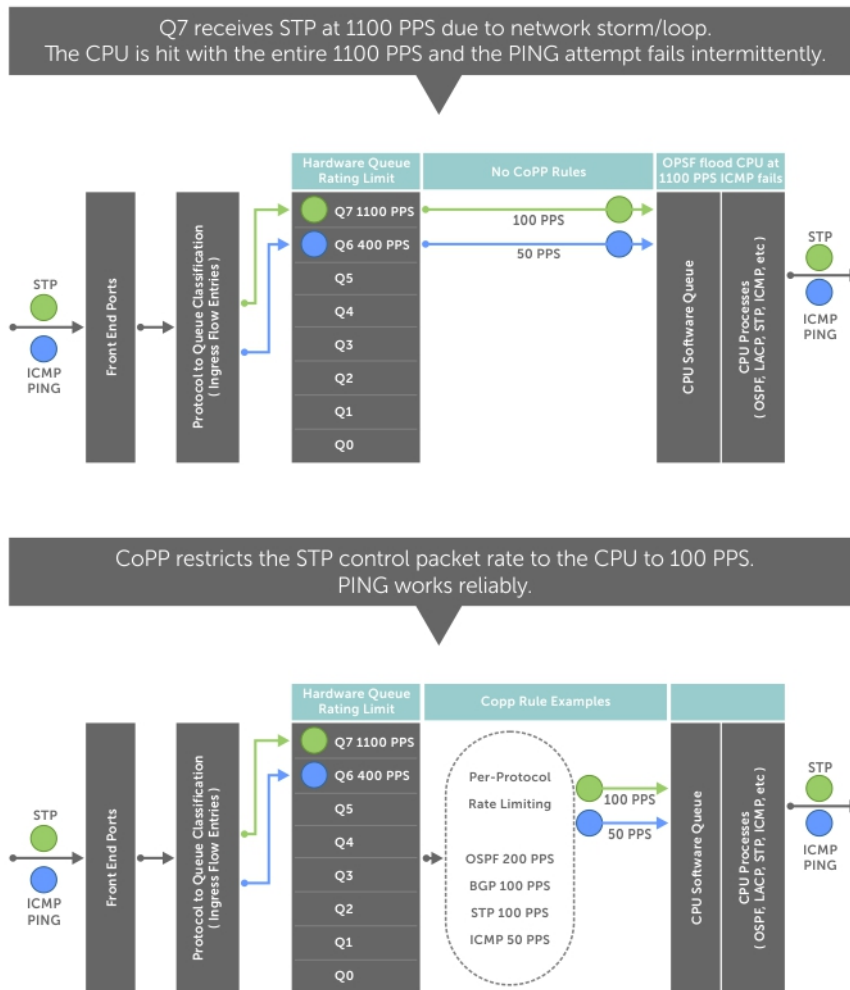 Q7 receives STP at 1100 PPS due to network storm/loop.
The CPU is hit with the entire 1100 PPS and the PING attempt fails intermittently.
Hardware Queue
Rating Limit
No CoPP Rules
OPSF flood CPU at
1100 PPS ICMP fails
STP
ICMP
PING
Front End Ports
Protocol to Queue Classification
( Ingress Flow Entries )
Q7 1100 PPS
Q6 400 PPS
Q5
Q4
Q3
Q2
Q1
Q0
100 PPS
50 PPS
CPU Software Queue
CPU Processes
( OSPF, LACP, STP, ICMP, etc )
STP
ICMP
PING
CoPP restricts the STP control packet rate to the CPU to 100 PPS.
PING works reliably.
Hardware Queue
Rating Limit
Copp Rule Examples
STP
ICMP
PING
Front End Ports
Protocol to Queue Classification
( Ingress Flow Entries )
Q7 1100 PPS
Q6 400 PPS
Q5
Q4
Q3
Q2
Q1
Q0
Per-Protocol
Rate Limiting
OSPF 200 PPS
BGP 100 PPS
STP 100 PPS
ICMP 50 PPS
100 PPS
50 PPS
CPU Software Queue
CPU Processes
( OSPF, LACP, STP, ICMP, etc )
STP
ICMP
PING